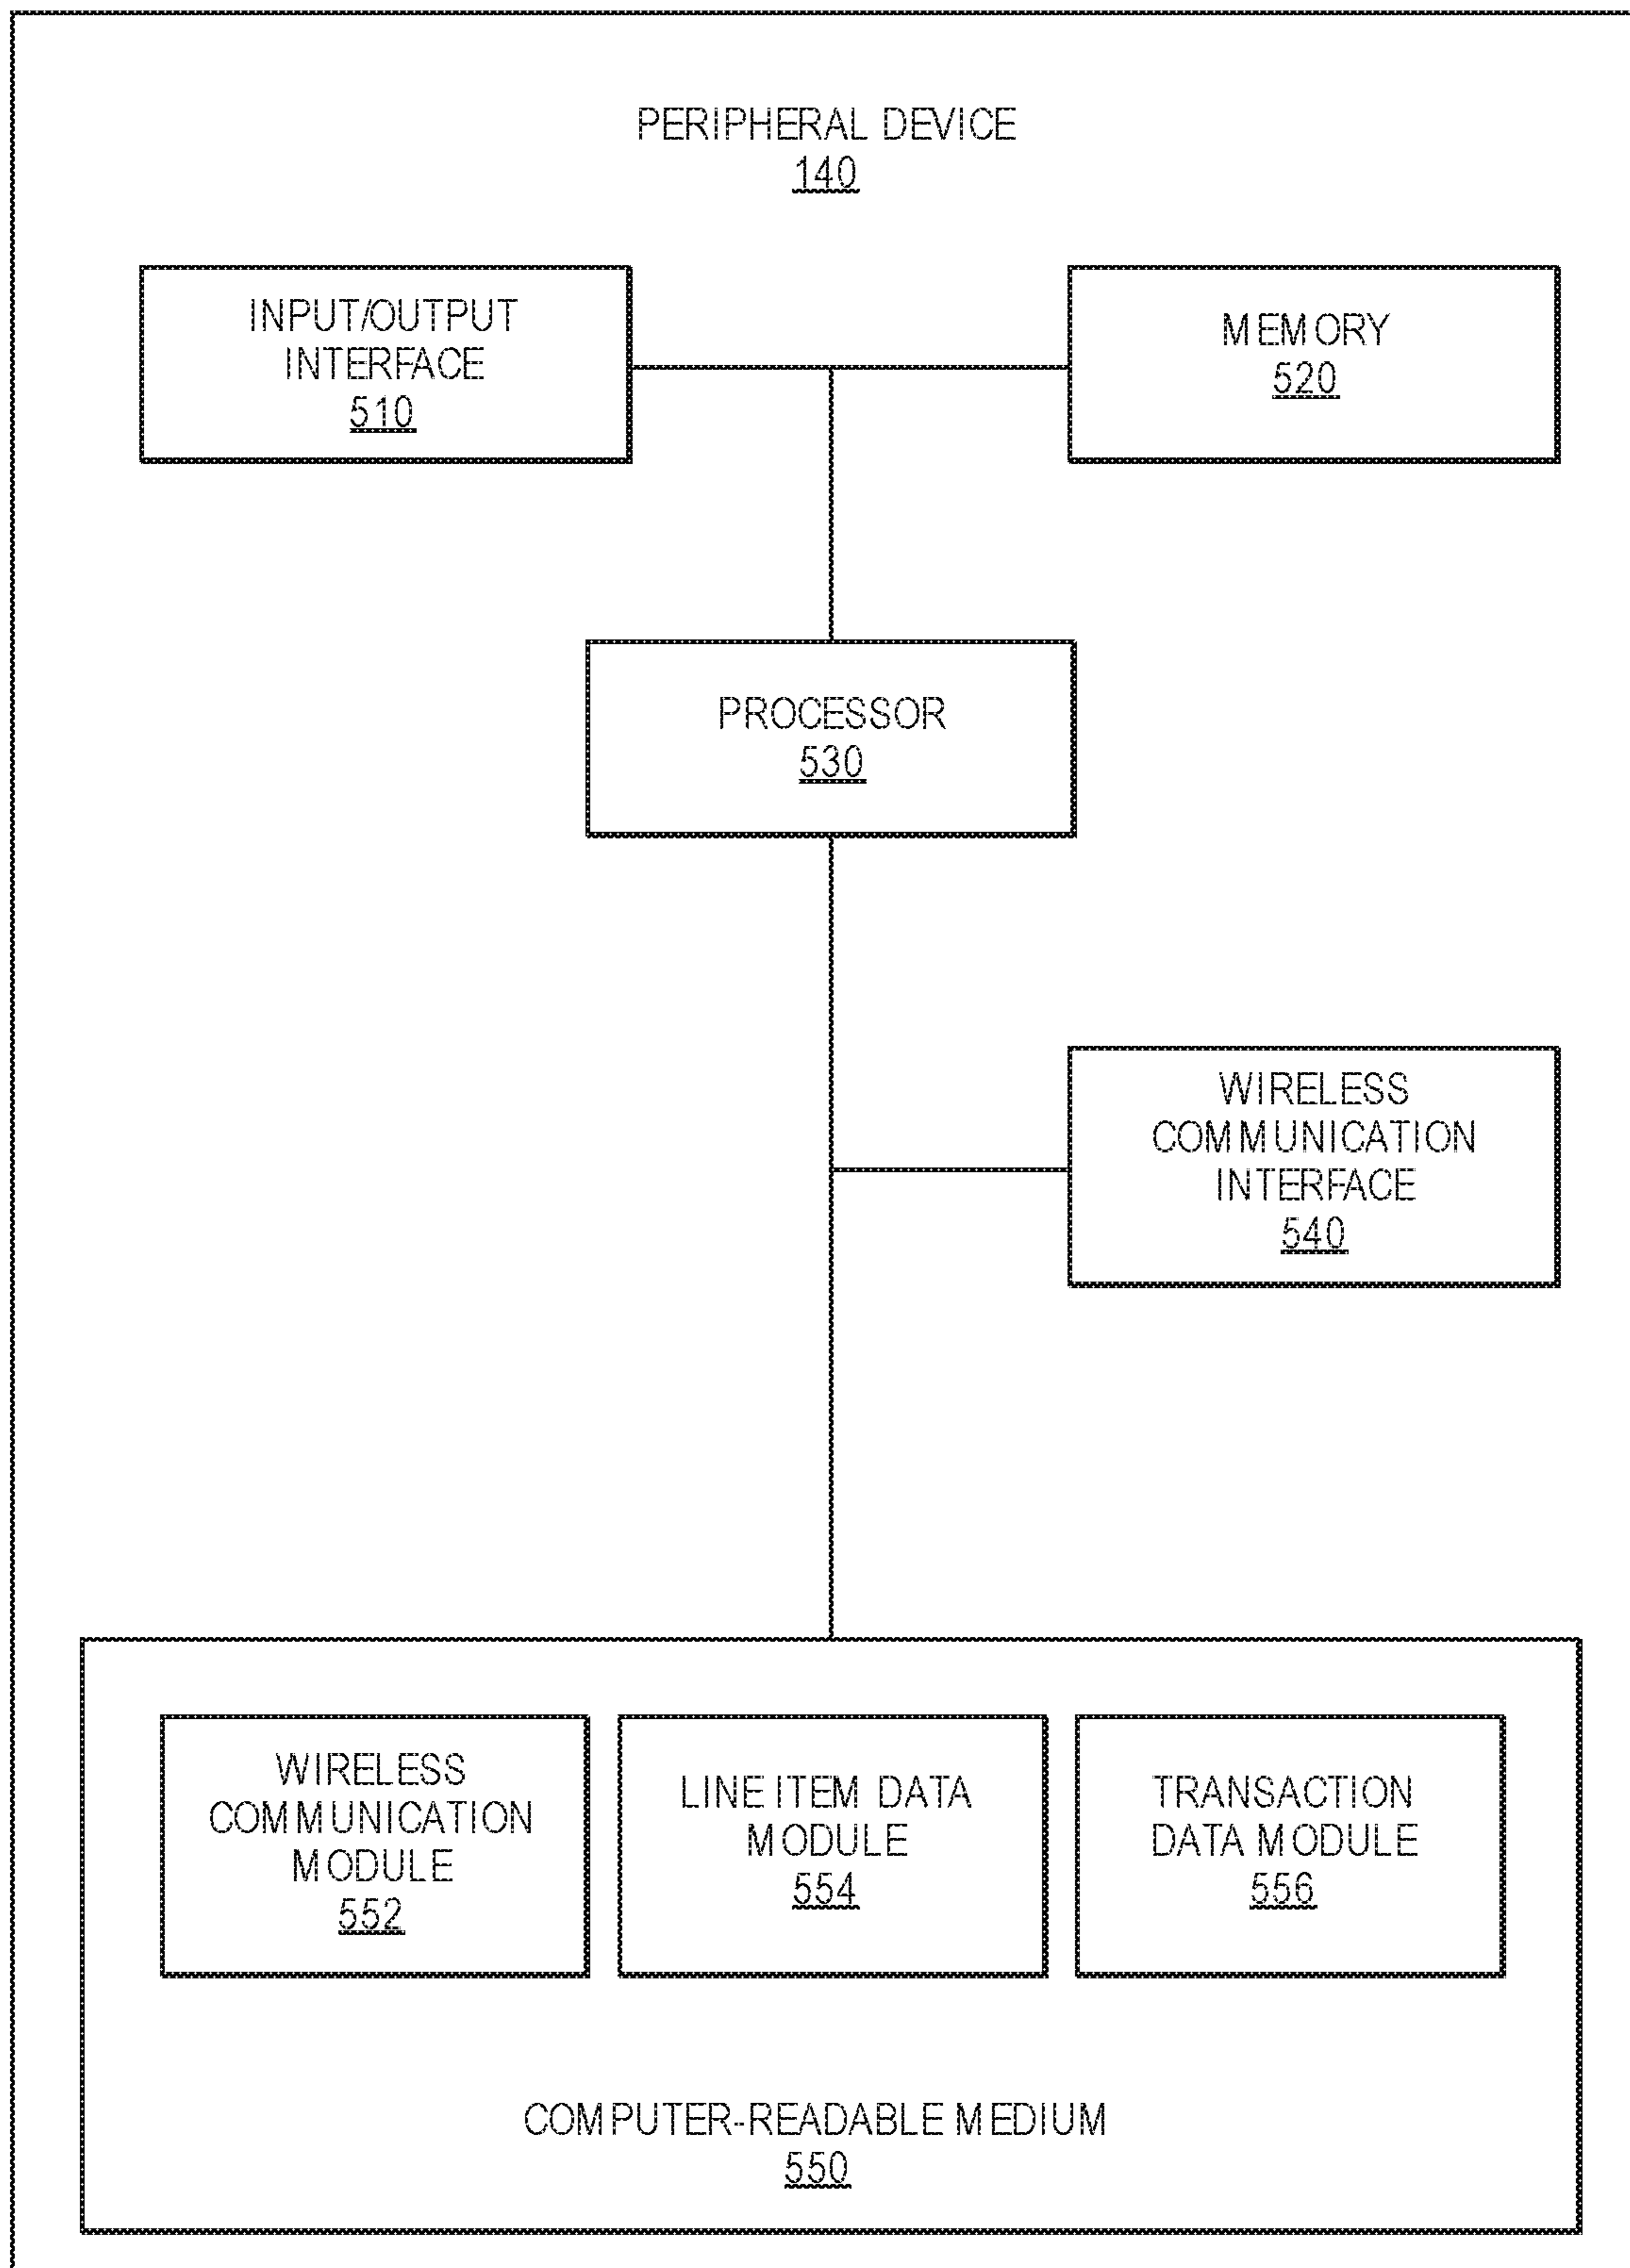 PERIPHERAL DEVICE
140
INPUT/OUTPUT
INTERFACE
510
MEMORY
520
PROCESSOR
530
WIRELESS
COMMUNICATION
INTERFACE
540
WIRELESS
COMMUNICATION
MODULE
552
LINE ITEM DATA
MODULE
554
TRANSACTION
DATA MODULE
556
COMPUTER-READABLE MEDIUM
550